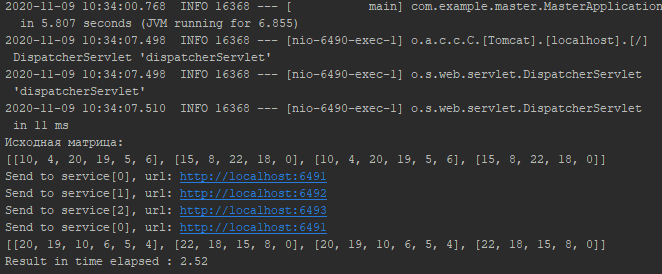 2020-11-09 10:34:00.768  INFO 16368 --- [           main] com.example.master.MasterApplication
in 5.807 seconds (JVM running for 6.855)
2020-11-09 10:34:07.498  INFO 16368 --- [nio-6490-exec-1] o.a.c.c.C.[Tomcat].[localhost].[/]
DispatcherServlet 'dispatcherServlet'
2020-11-09 10:34:07.498  INFO 16368 --- [nio-6490-exec-1] o.s.web.servlet.DispatcherServlet
'dispatcherServlet'
2020-11-09 10:34:07.510  INFO 16368 --- [nio-6490-exec-1] o.s.web.servlet.DispatcherServlet
in 11 ms
Исходная матрица:
[[10, 4, 20, 19, 5, 6], [15, 8, 22, 18, 0], [10, 4, 20, 19, 5, 6], [15, 8, 22, 18, 0]]
Send to service[0], url: http://localhost:6491
Send to service[1], url: http://localhost:6492
Send to service[2], url: http://localhost:6493
Send to service[0], url: http://localhost:6491
[[20, 19, 10, 6, 5, 4], [22, 18, 15, 8, 0], [20, 19, 10, 6, 5, 4], [22, 18, 15, 8, 0]]
Result in time elapsed : 2.52